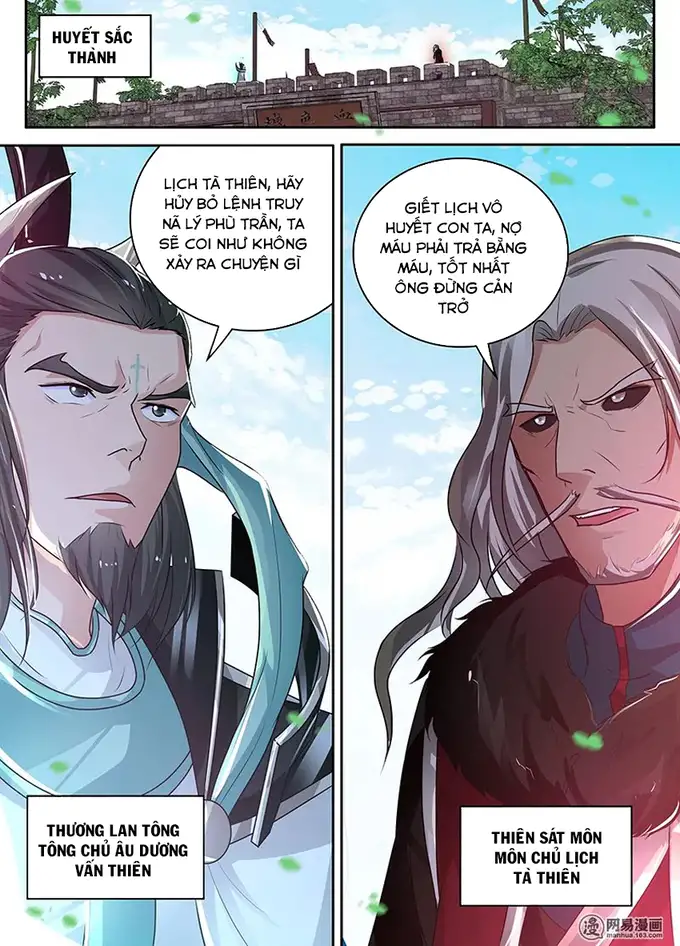 HUYẾT SẮC
THÀNH
LỊCH TÀ THIÊN, HÃY
HỦY BỎ LỆNH TRUY
NÃ LÝ PHÙ TRẦN, TA
SẼ COI NHƯ KHÔNG
XẢY RA CHUYỆN GÌ
GIẾT LỊCH VÔ
HUYẾT CON TA, NỢ
MÁU PHẢI TRẢ BẰNG
MÁU, TỐT NHẤT
ÔNG ĐỪNG CẢN
TRỞ
THƯƠNG LAN TÔNG
TÔNG CHỦ ÂU DƯƠNG
VẤN THIÊN
THIÊN SÁT MÔN
MÔN CHỦ LỊCH
TÀ THIÊN
网易漫画
manhua.163.com